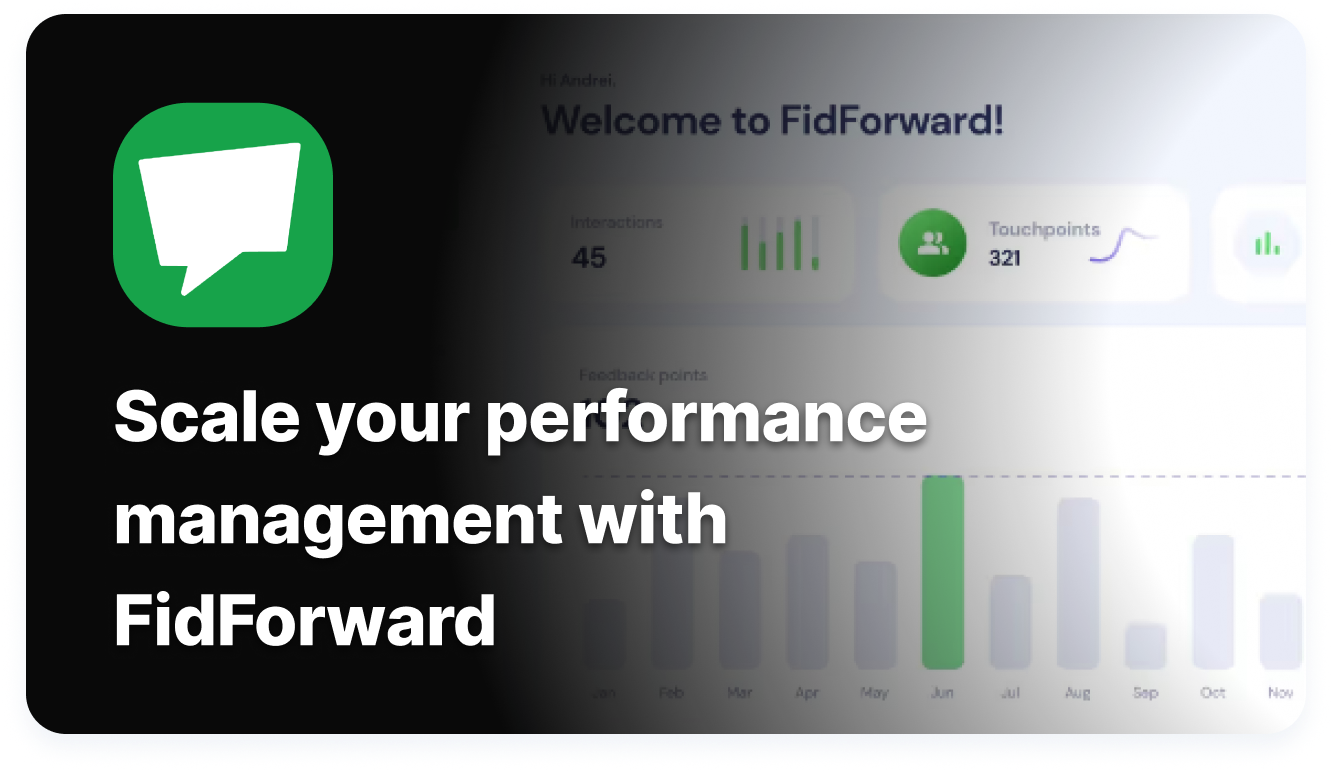 Hi Andrei.
Welcome to FidForward!
Interactions
45
Touchpoints
321
Feedback points
Scale your performance
management with
FidForward
Jan Feb Mar Apr May Jun Jul Aug Sep Oct Nov